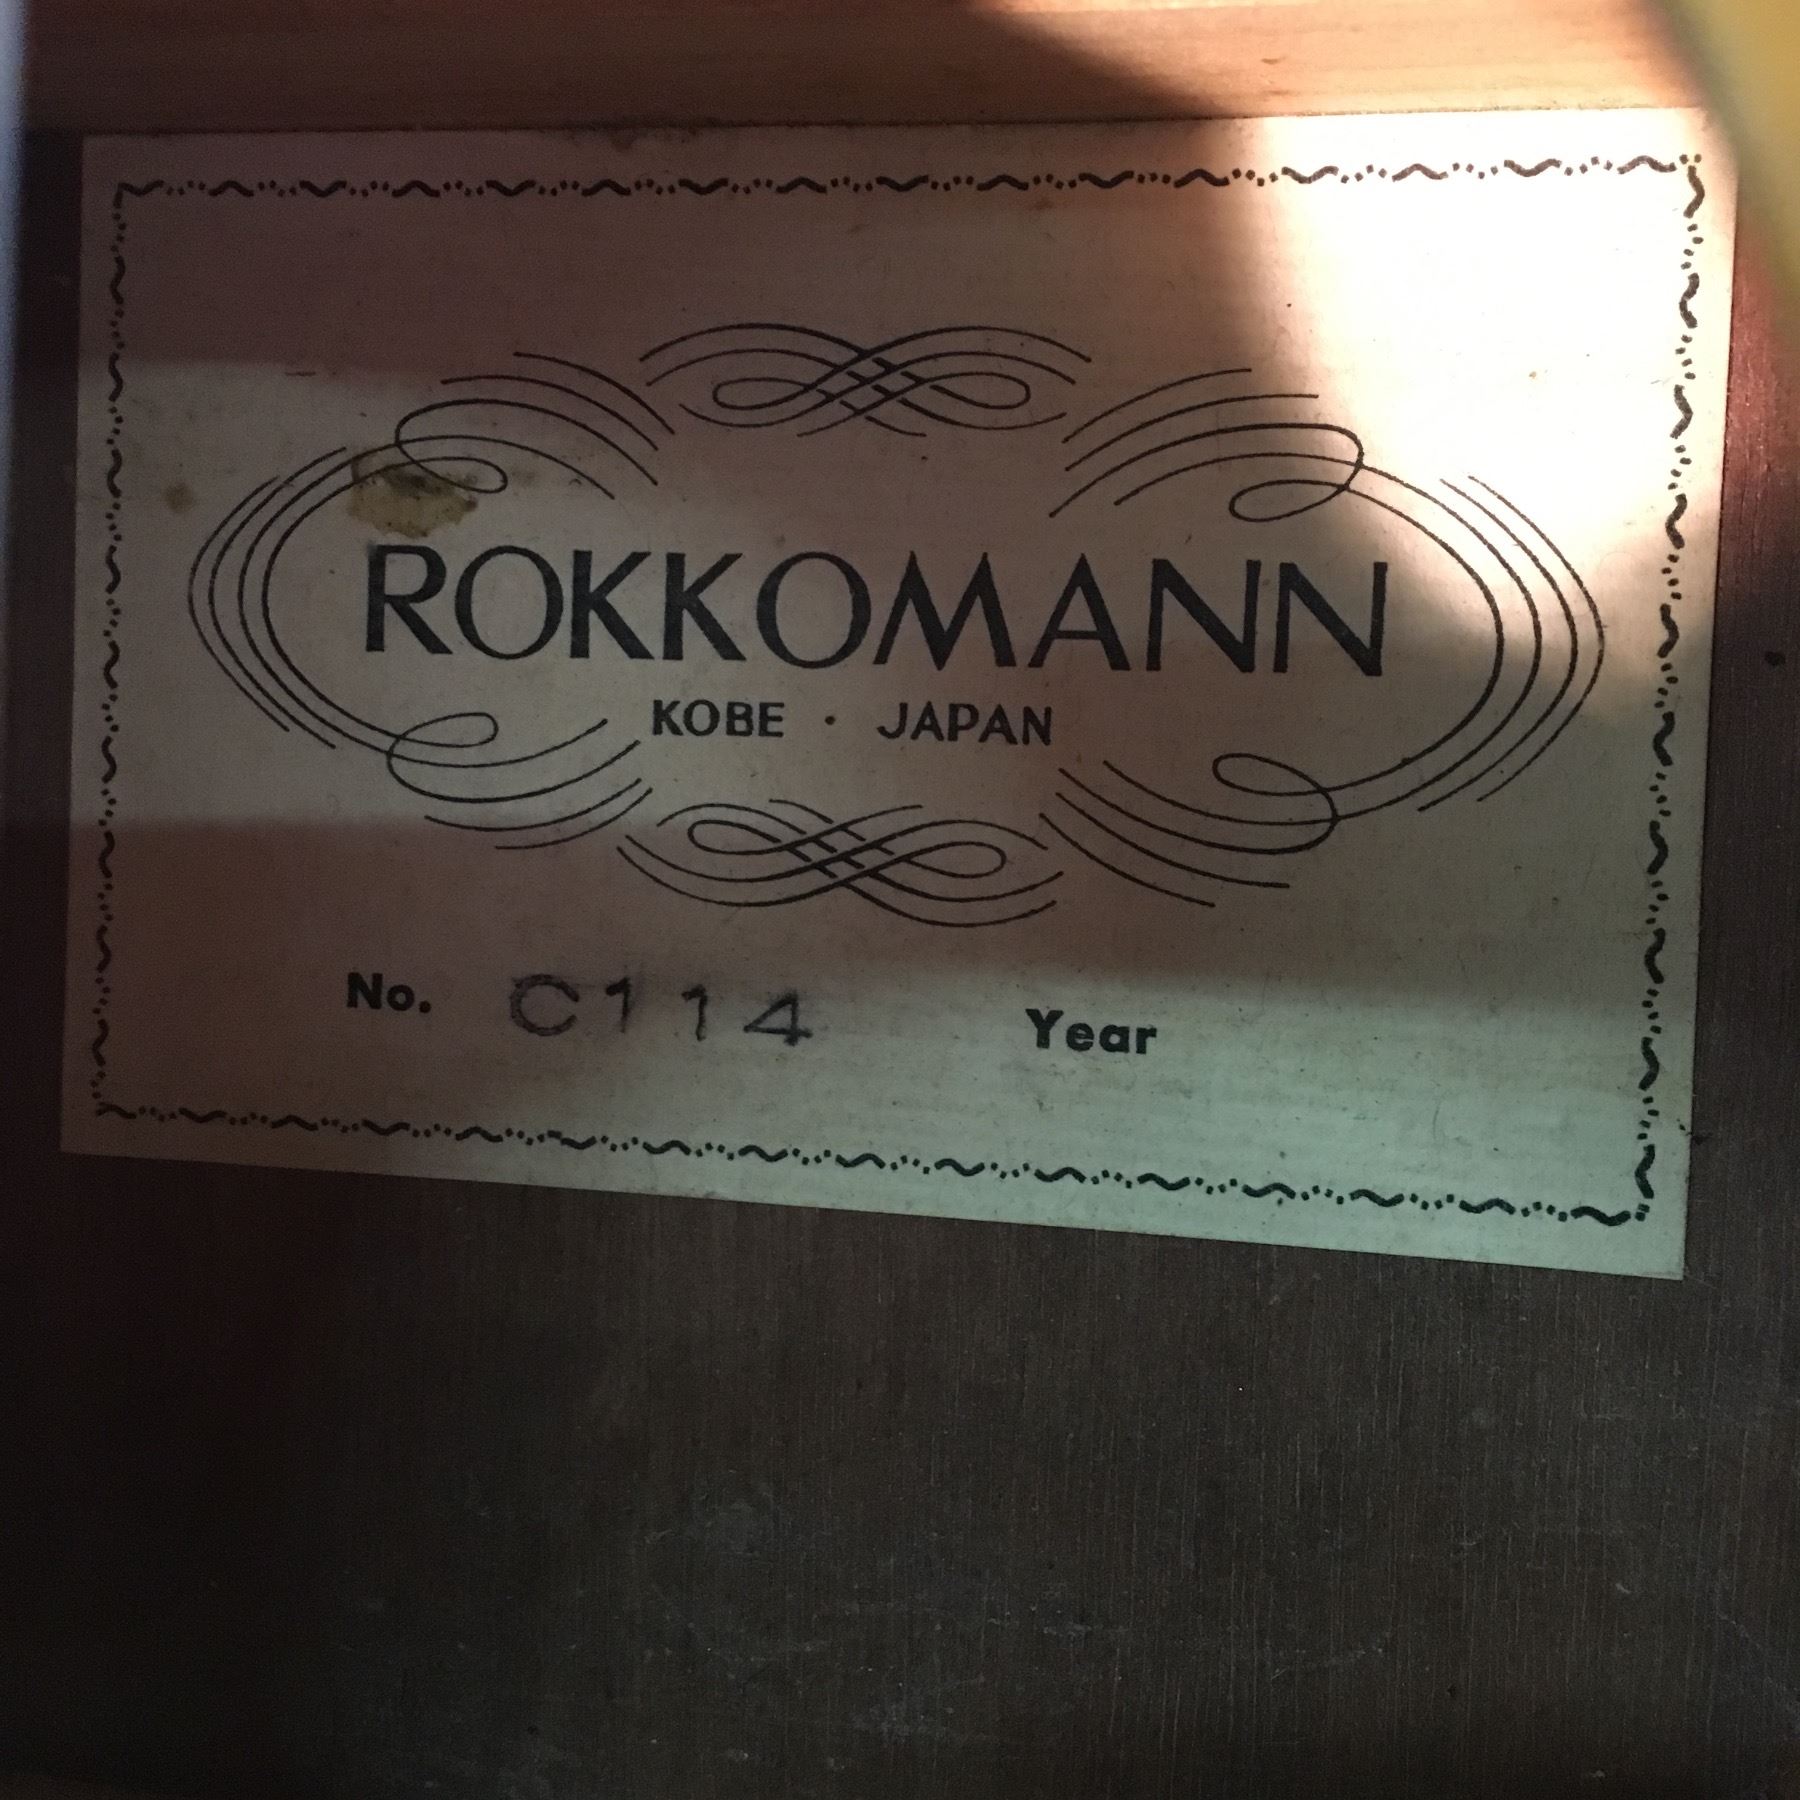 ROKKOMANN
KOBE · JAPAN
No. C114 Year